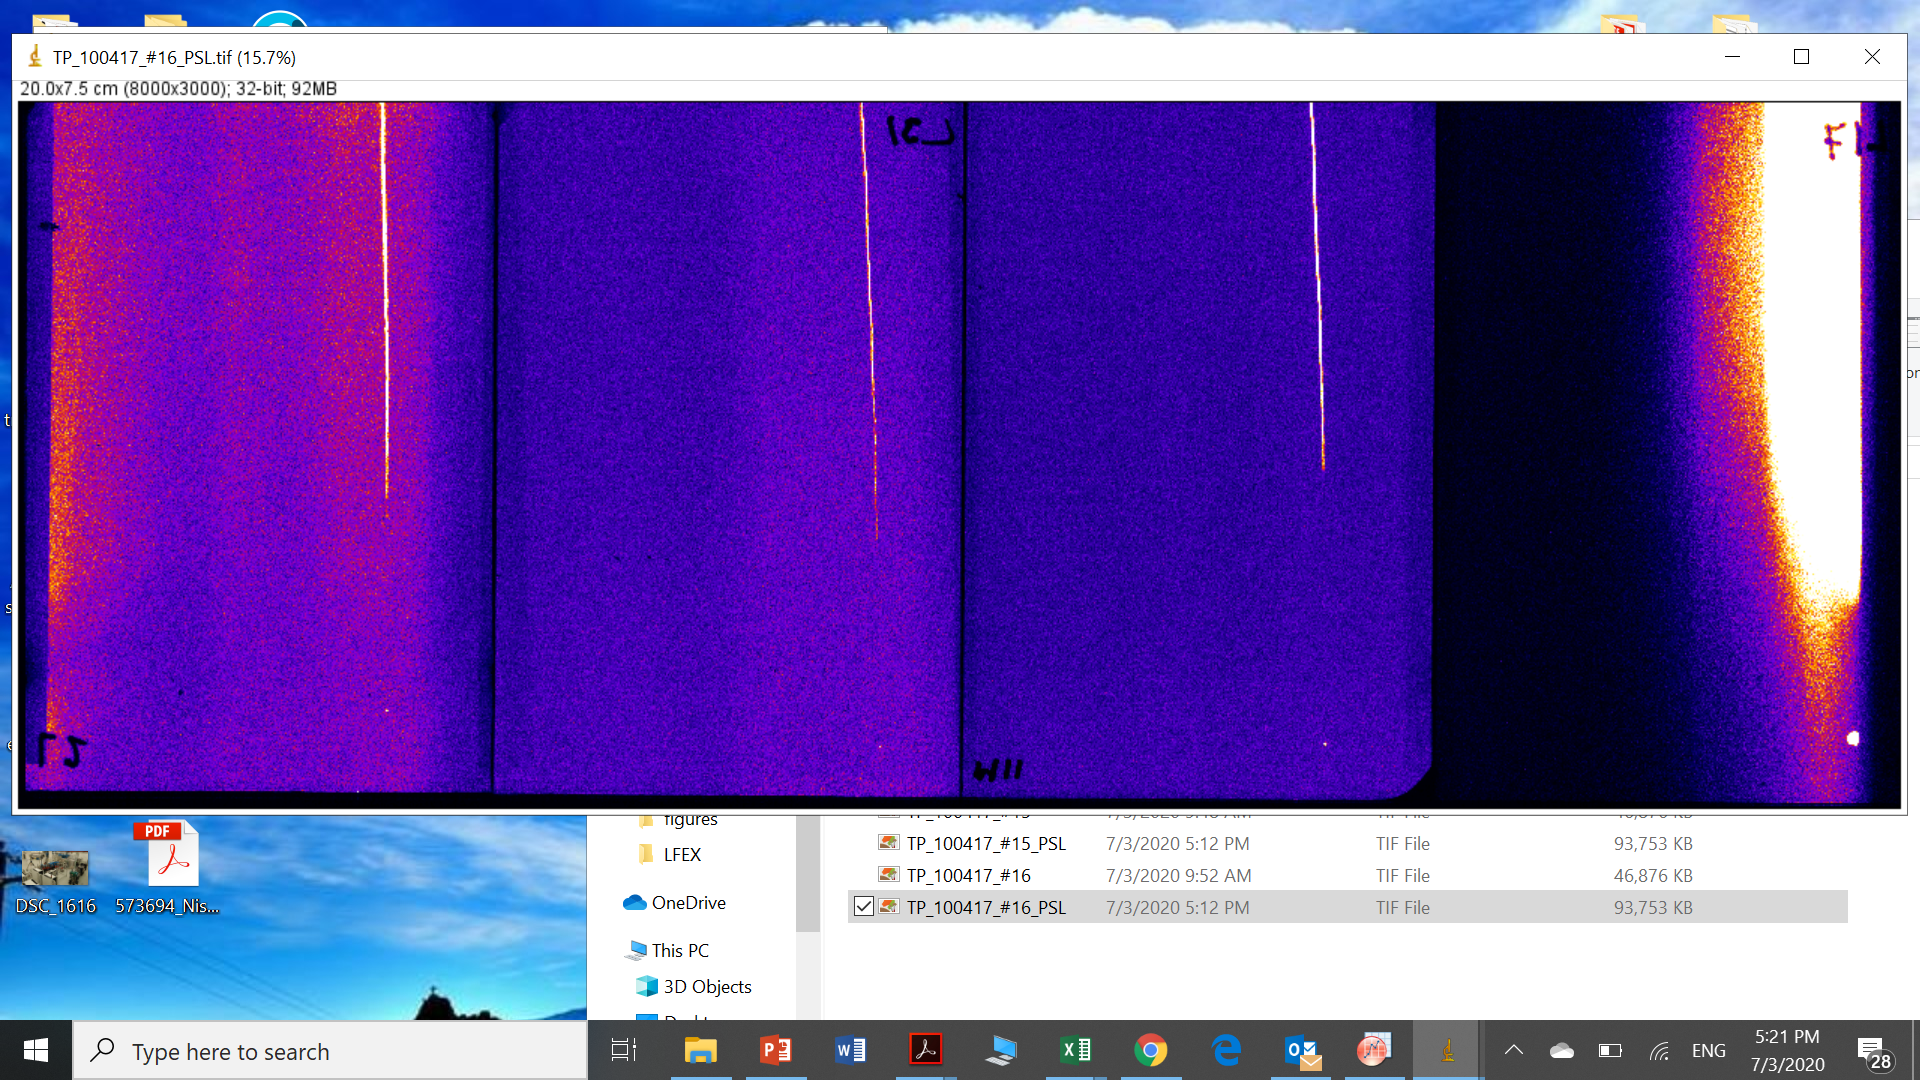 TP_100417_#16_PSL.tif (15.7%)
20.0x7.5 cm (8000x3000); 32-bit; 92MB
figures
LFEX
OneDrive
This PC
3D Objects
TP_100417_#15_PSL 7/3/2020 5:12 PM TIF File 93,753 KB
TP_100417_#16 7/3/2020 9:52 AM TIF File 46,876 KB
TP_100417_#16_PSL 7/3/2020 5:12 PM TIF File 93,753 KB
PDF
DSC_1616
573694_Nis...
Type here to search
ENG
5:21 PM
7/3/2020
28